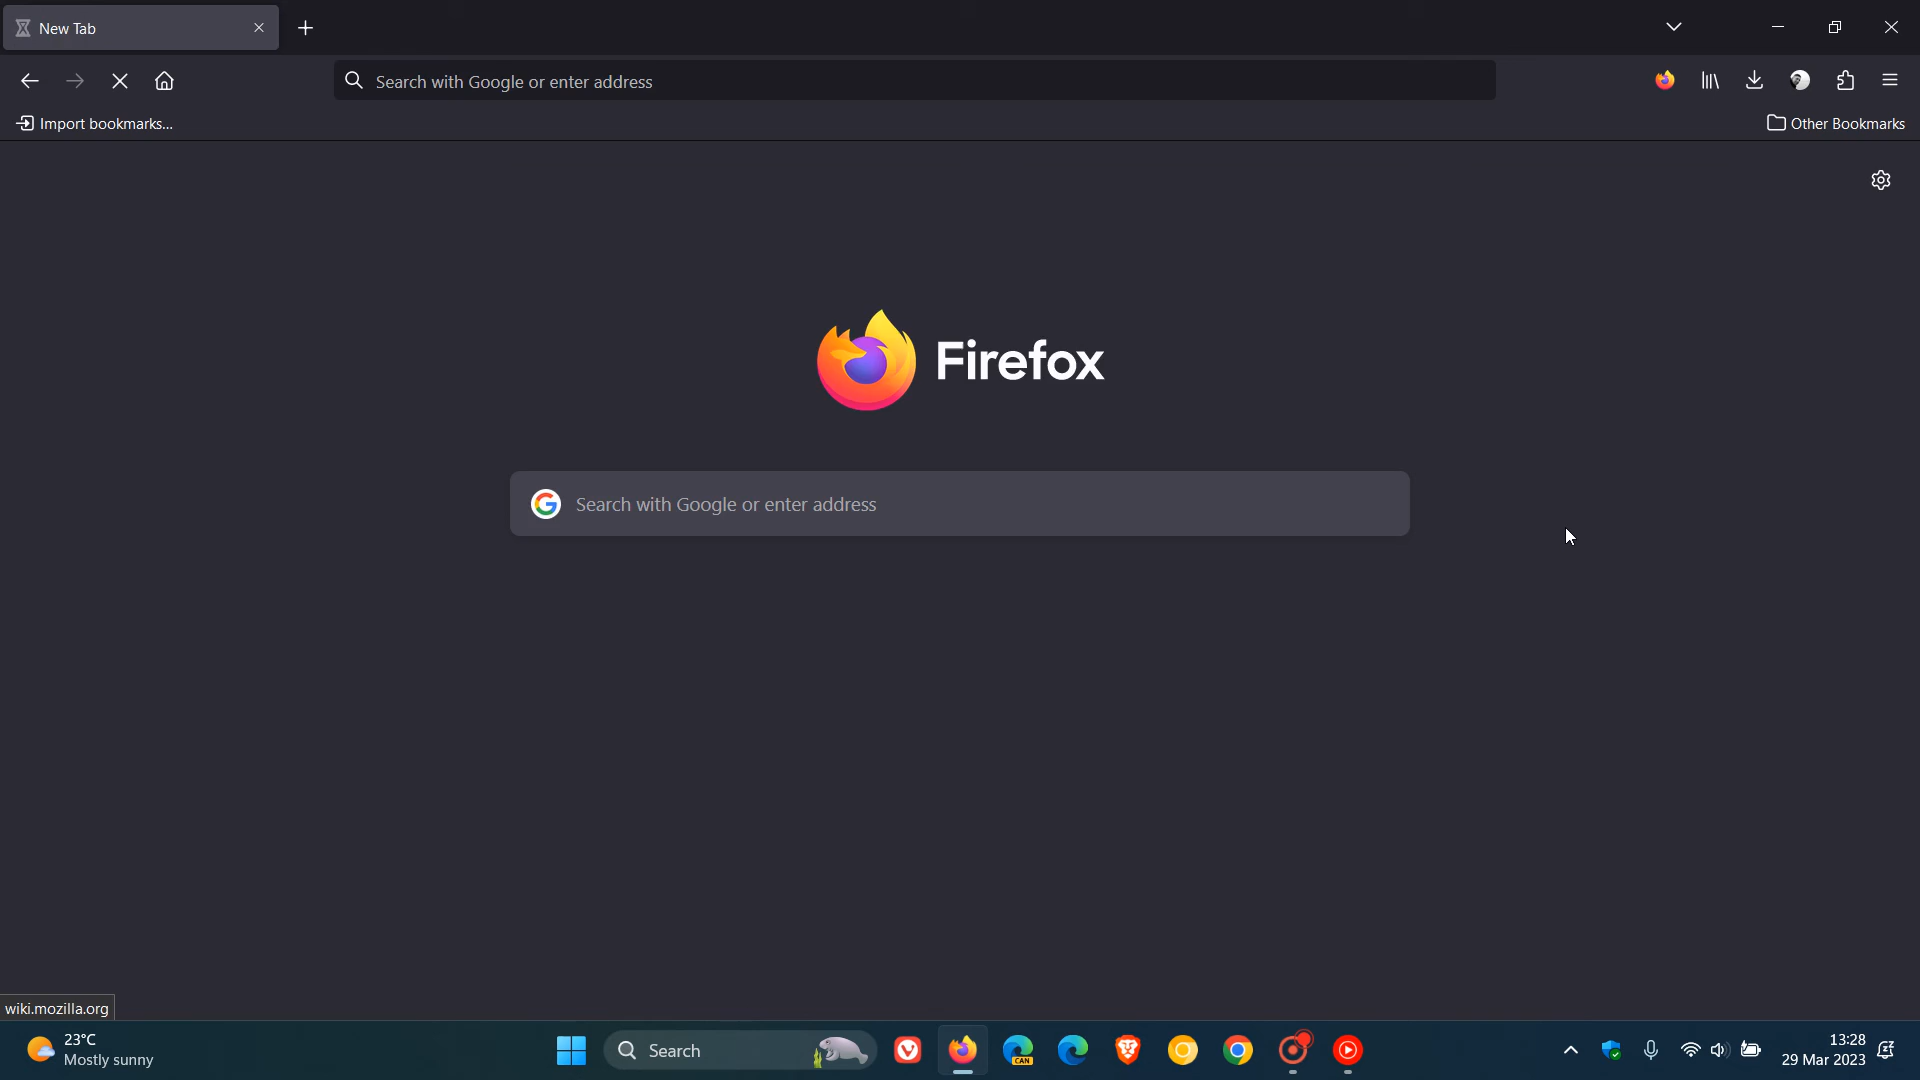 New Tab
Search with Google or enter address
Import bookmarks...
Other Bookmarks
Firefox
Search with Google or enter address
wiki.mozilla.org
23°C
Mostly sunny
Search
CAN
13:28
29 Mar 2023